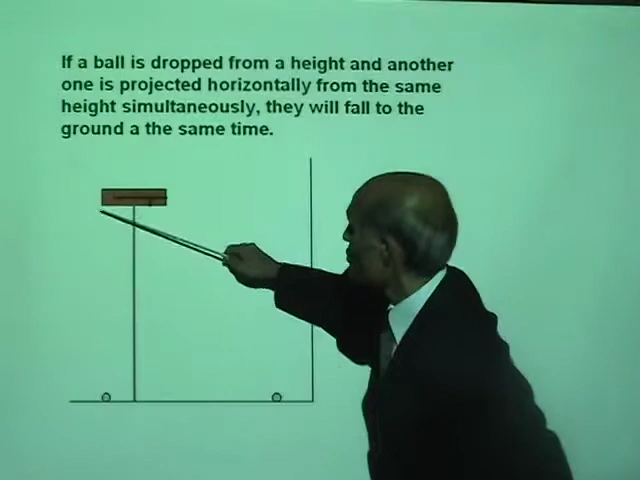 If a ball is dropped from a height and another
one is projected horizontally from the same
height simultaneously, they will fall to the
ground a the same time.